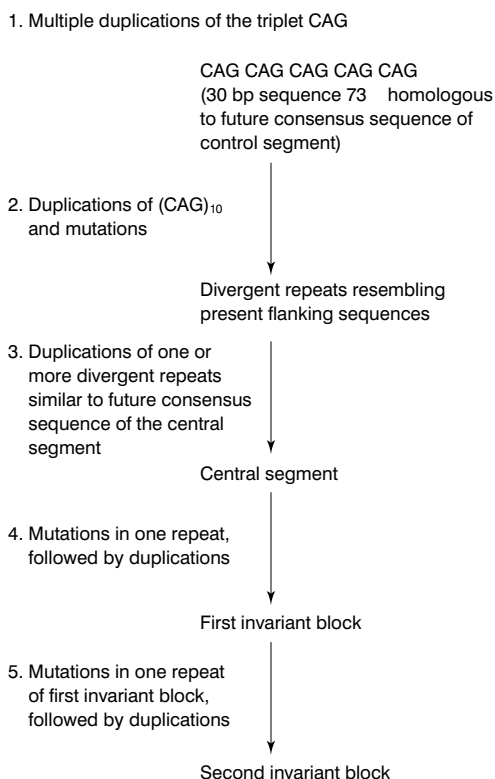 1. Multiple duplications of the triplet CAG
CAG CAG CAG CAG CAG
(30 bp sequence 73   homologous
to future consensus sequence of
control segment)
2. Duplications of (CAG)₁₀
and mutations
Divergent repeats resembling
present flanking sequences
3. Duplications of one or
more divergent repeats
similar to future consensus
sequence of the central
segment
Central segment
4. Mutations in one repeat,
followed by duplications
First invariant block
5. Mutations in one repeat
of first invariant block,
followed by duplications
Second invariant block